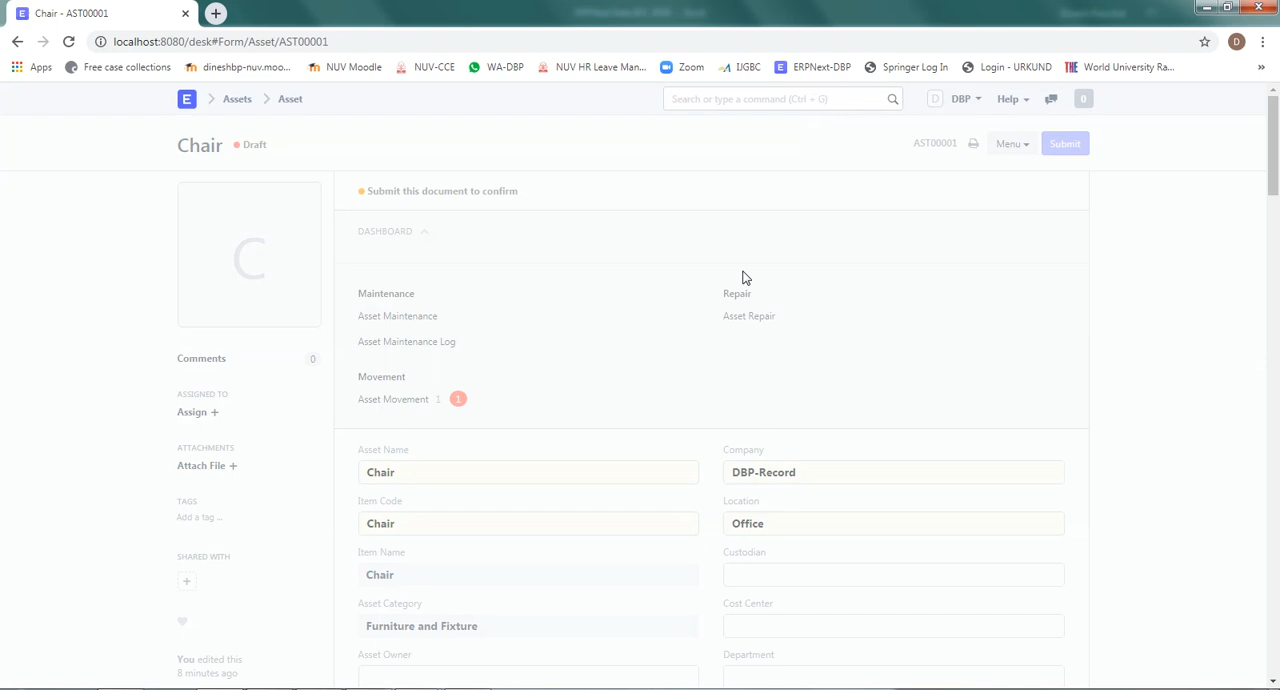 E Chair - AST00001
localhost:8080/desk#Form/Asset/AST00001
D
Apps Free case collections dineshbp-nuv.moo... NUV Moodle NUV-CCE WA-DBP NUV HR Leave Man... Zoom IJGBC E ERPNext-DBP Springer Log In Login - URKUND THE World University Ra... »
E Assets Asset Search or type a command (Ctrl + G) D DBP Help 0
Chair Draft AST00001 Menu Submit
C
Submit this document to confirm
DASHBOARD
Maintenance Repair
Asset Maintenance Asset Repair
Asset Maintenance Log
Movement
Asset Movement 1 1
Comments 0
ASSIGNED TO
Assign +
ATTACHMENTS
Attach File +
TAGS
Add a tag ...
SHARED WITH
+
You edited this
8 minutes ago
Asset Name Company
Chair DBP-Record
Item Code Location
Chair Office
Item Name Custodian
Chair
Asset Category Cost Center
Furniture and Fixture
Asset Owner Department